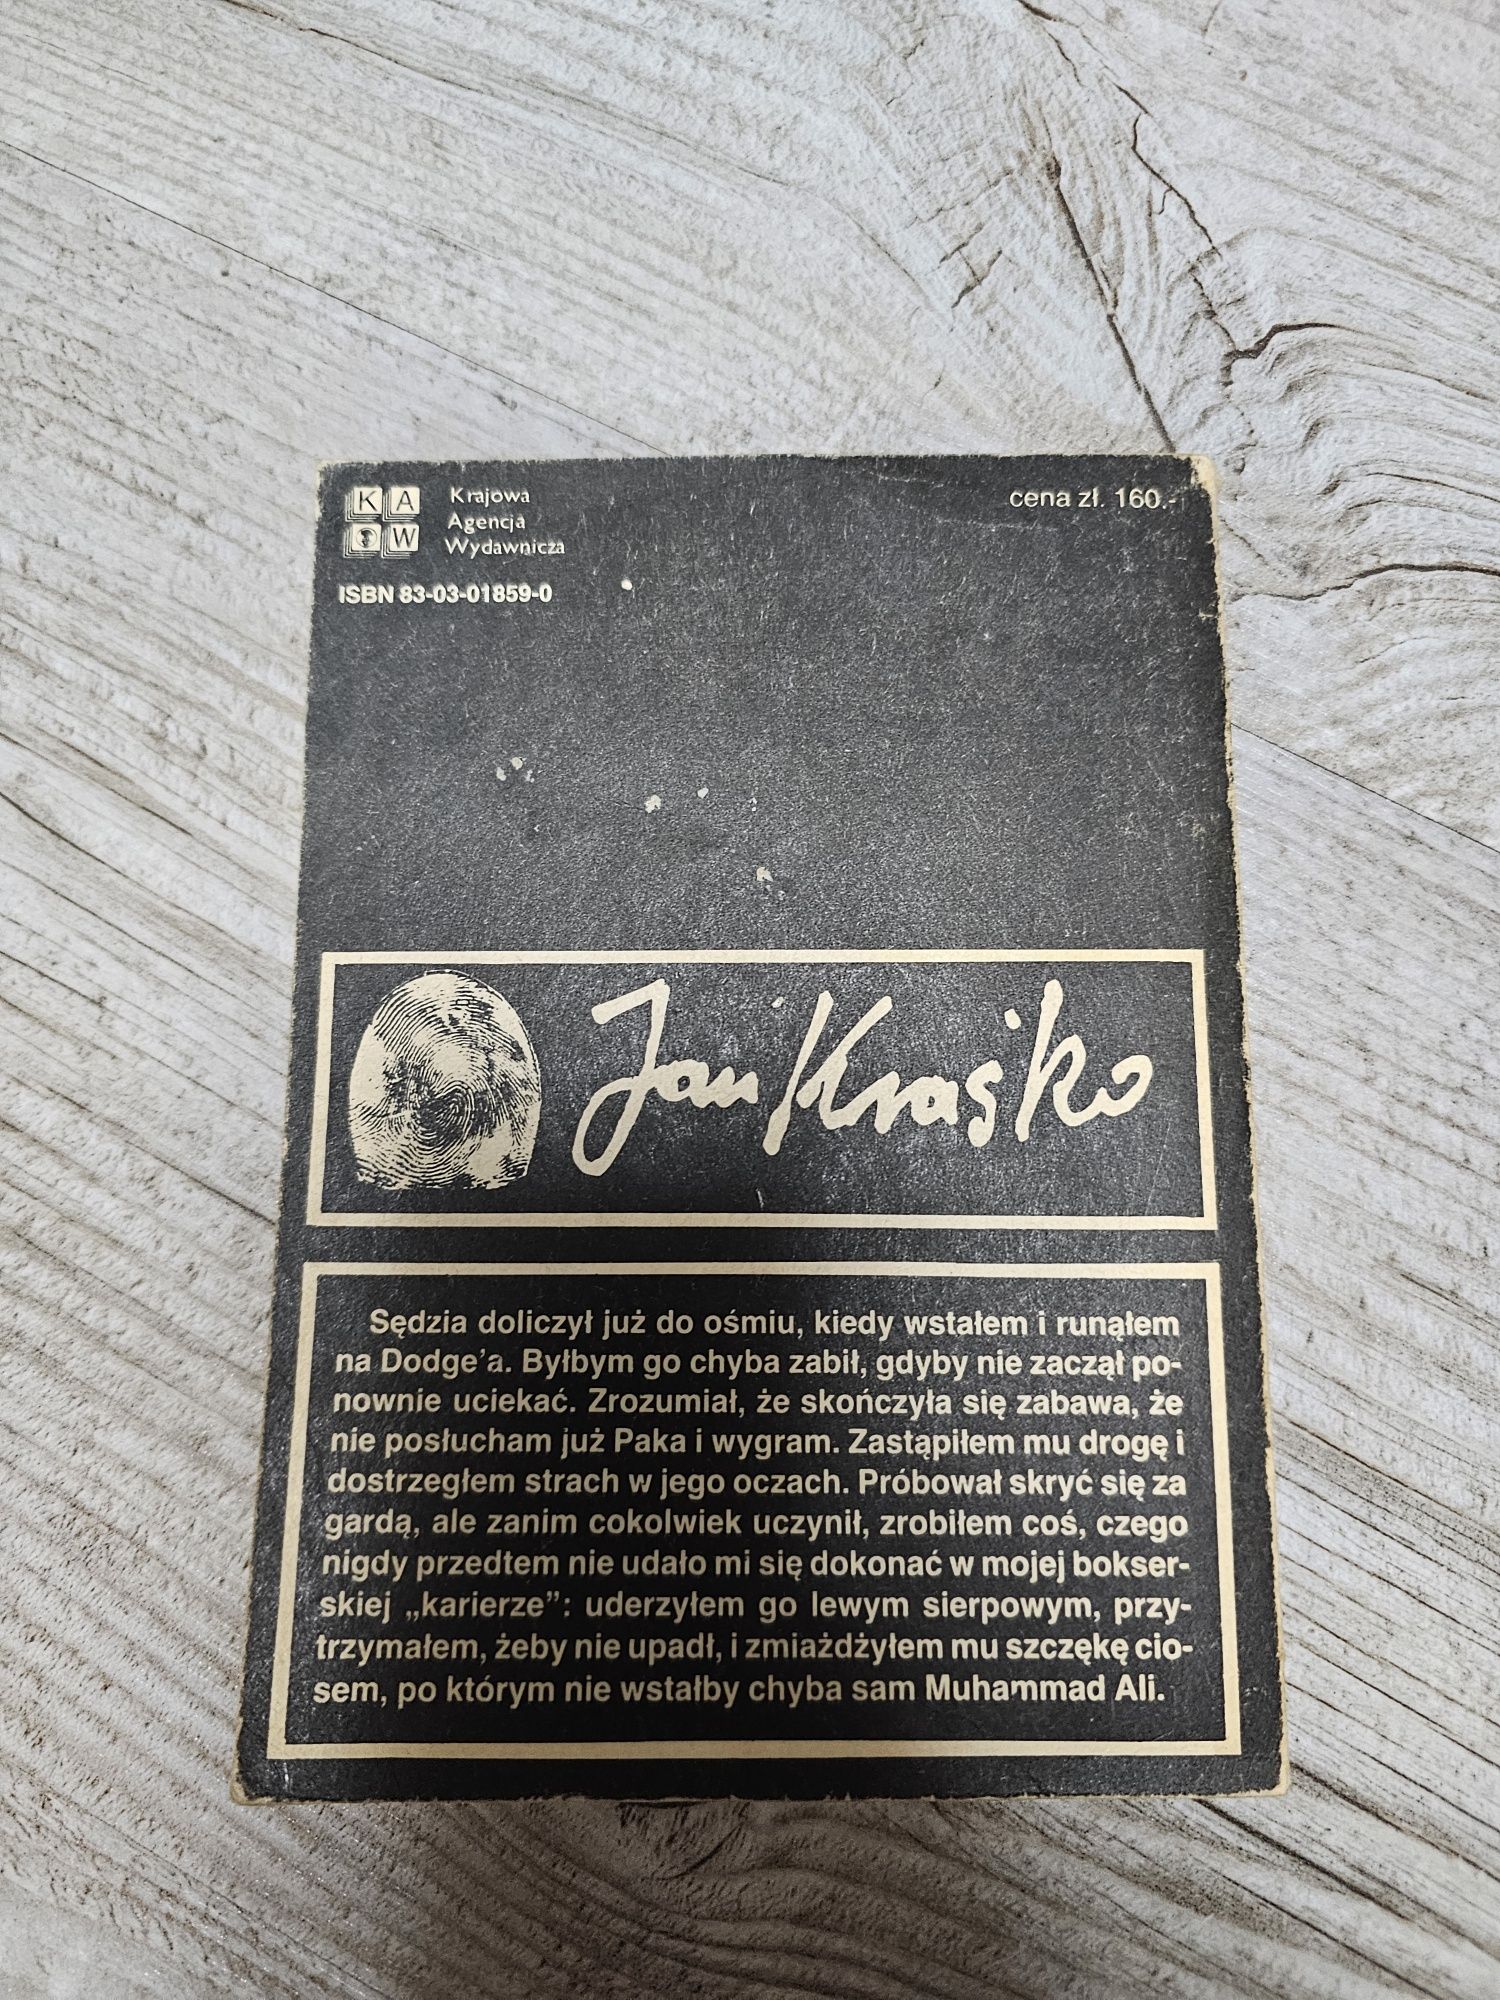 K A
W
Krajowa
Agencja
Wydawnicza
cena zł. 160.-
ISBN 83-03-01859-0
Jan Kraśko
Sędzia doliczył już do ośmiu, kiedy wstałem i runąłem
na Dodge'a. Byłbym go chyba zabił, gdyby nie zaczął po-
nownie uciekać. Zrozumiał, że skończyła się zabawa, że
nie posłucham już Paka i wygram. Zastąpiłem mu drogę i
dostrzegłem strach w jego oczach. Próbował skryć się za
gardą, ale zanim cokolwiek uczynił, zrobiłem coś, czego
nigdy przedtem nie udało mi się dokonać w mojej bokser-
skiej „karierze”: uderzyłem go lewym sierpowym, przy-
trzymałem, żeby nie upadł, i zmiażdżyłem mu szczękę cio-
sem, po którym nie wstałby chyba sam Muhammad Ali.